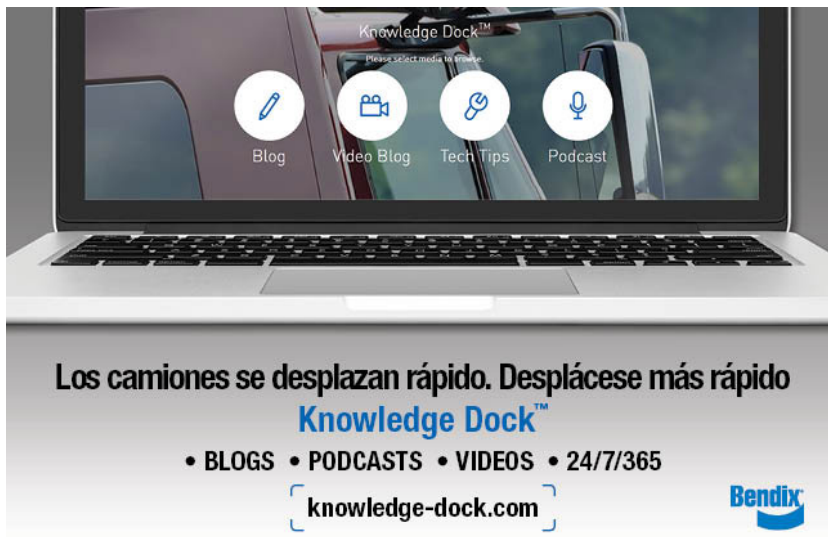 Knowledge Dock™
Please select media to browse.
Blog
Video Blog
Tech Tips
Podcast
Los camiones se desplazan rápido. Desplácese más rápido
Knowledge Dock™
• BLOGS • PODCASTS • VIDEOS • 24/7/365
knowledge-dock.com
Bendix